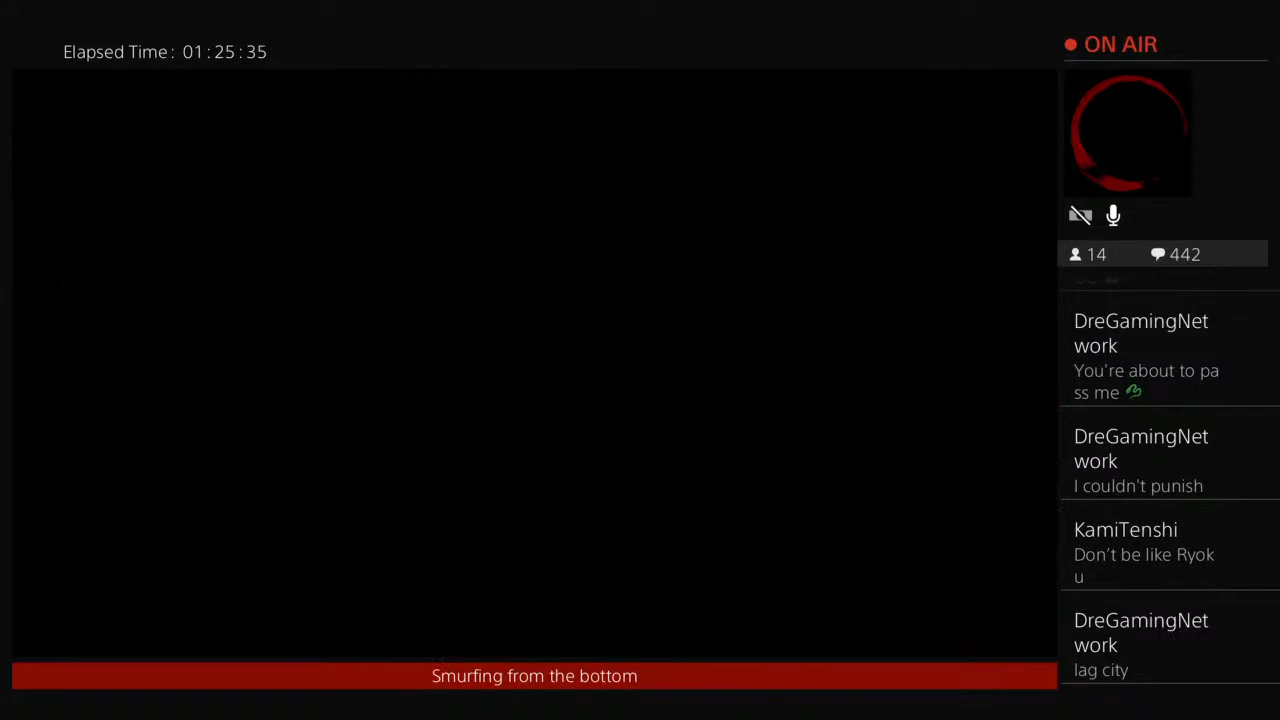 Elapsed Time: 01:25:35
ON AIR
14 442
DreGamingNet
work
You're about to pa
ss me
DreGamingNet
work
I couldn't punish
KamiTenshi
Don't be like Ryok
u
DreGamingNet
work
lag city
Smurfing from the bottom